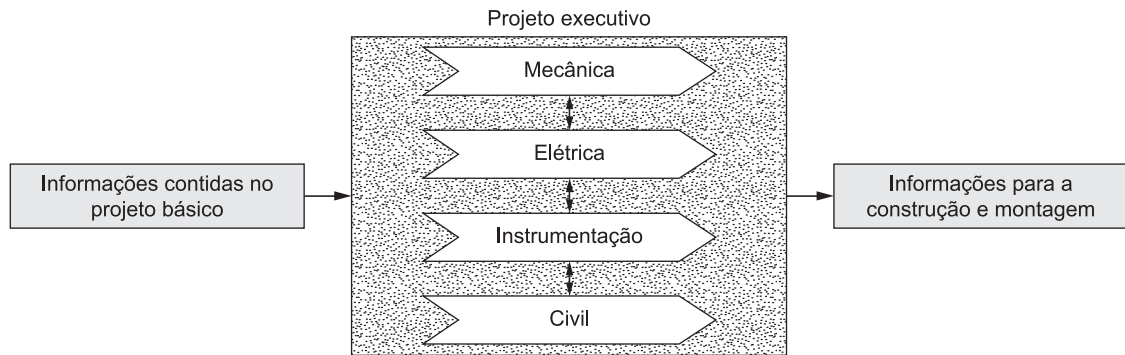 Projeto executivo
Mecânica
Elétrica
Informações contidas no
projeto básico
Informações para a
construção e montagem
Instrumentação
Civil